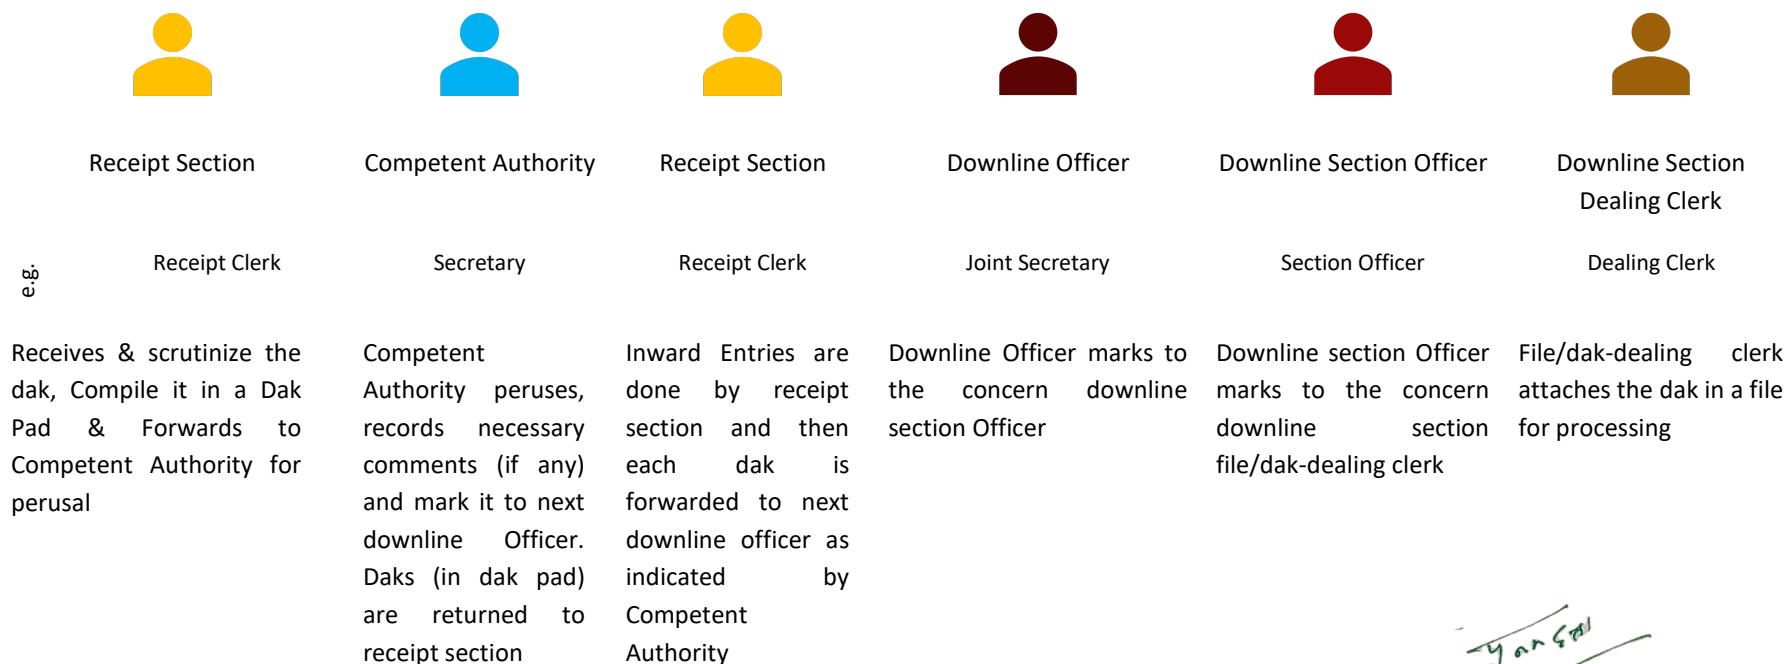 Receipt Section
Competent Authority
Receipt Section
Downline Officer
Downline Section Officer
Downline Section
Dealing Clerk
e.g.
Receipt Clerk
Secretary
Receipt Clerk
Joint Secretary
Section Officer
Dealing Clerk
Receives & scrutinize the
dak, Compile it in a Dak
Pad & Forwards to
Competent Authority for
perusal
Competent
Authority peruses,
records necessary
comments (if any)
and mark it to next
downline Officer.
Daks (in dak pad)
are returned to
receipt section
Inward Entries are
done by receipt
section and then
each dak is
forwarded to next
downline officer as
indicated by
Competent
Authority
Downline Officer marks to
the concern downline
section Officer
Downline section Officer
marks to the concern
downline section
file/dak-dealing clerk
File/dak-dealing clerk
attaches the dak in a file
for processing